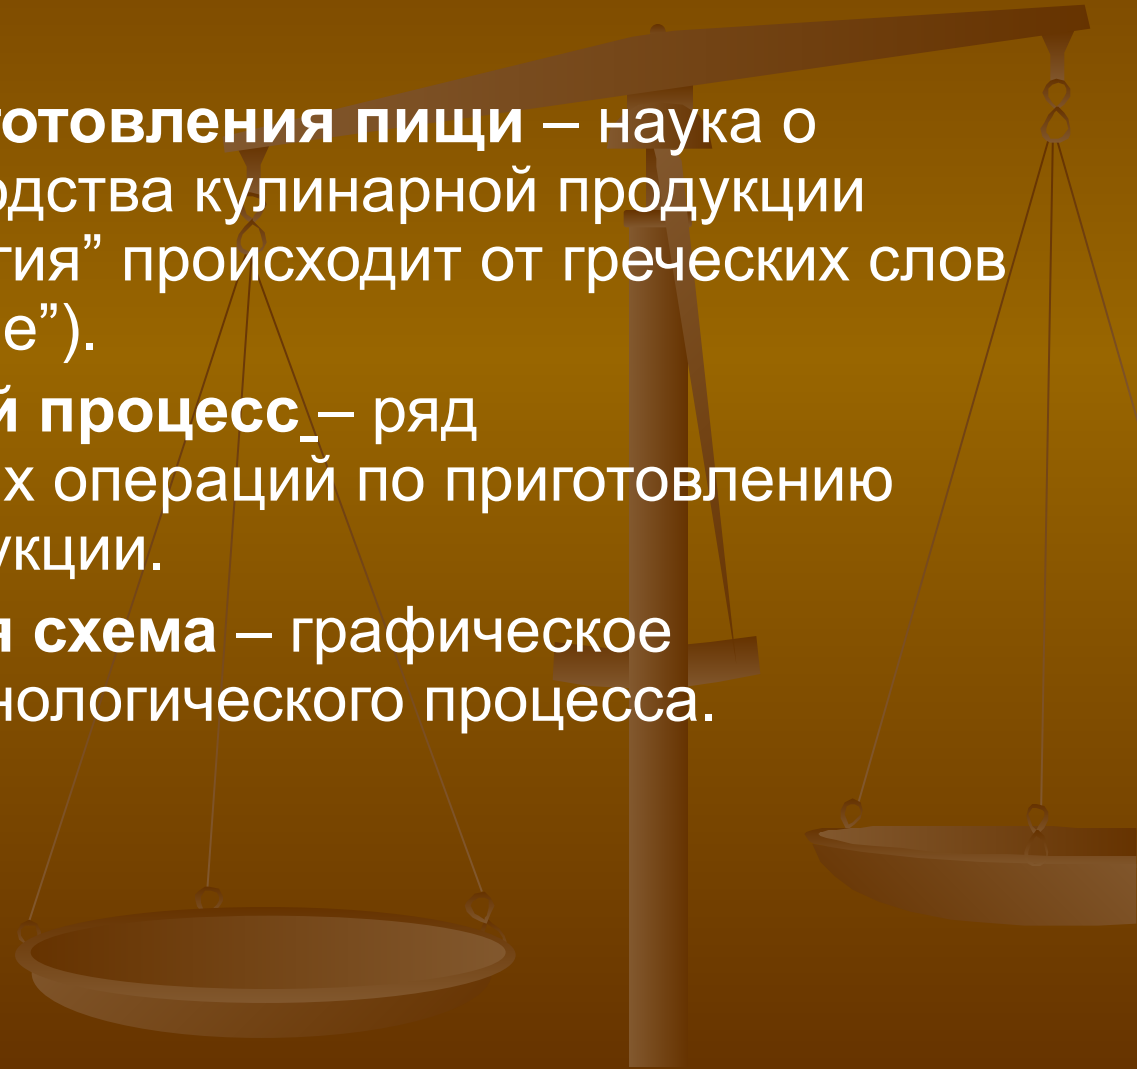 готовления пищи – наука о
одства кулинарной продукции
гия” происходит от греческих слов
е”).
й процесс – ряд
х операций по приготовлению
укции.
я схема – графическое
нологического процесса.